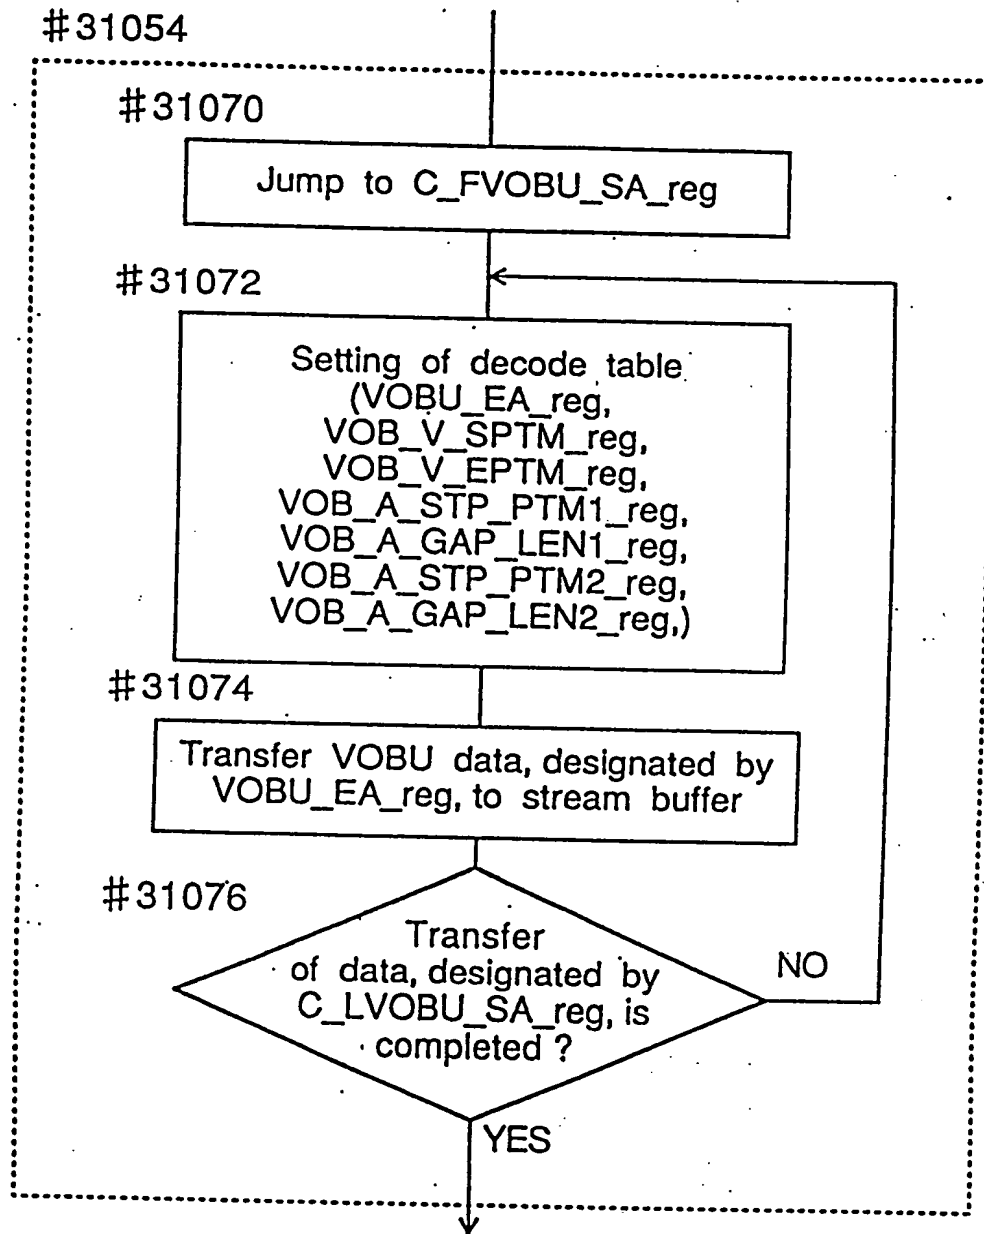 #31054
#31070
Jump to C_FVOBU_SA_reg
#31072
Setting of decode table
(VOBU_EA_reg,
VOB_V_SPTM_reg,
VOB_V_EPTM_reg,
VOB_A_STP_PTM1_reg,
VOB_A_GAP_LEN1_reg,
VOB_A_STP_PTM2_reg,
VOB_A_GAP_LEN2_reg,)
#31074
Transfer VOBU data, designated by
VOBU_EA_reg, to stream buffer
#31076
Transfer
of data, designated by
C_LVOBU_SA_reg, is
completed ?
NO
YES